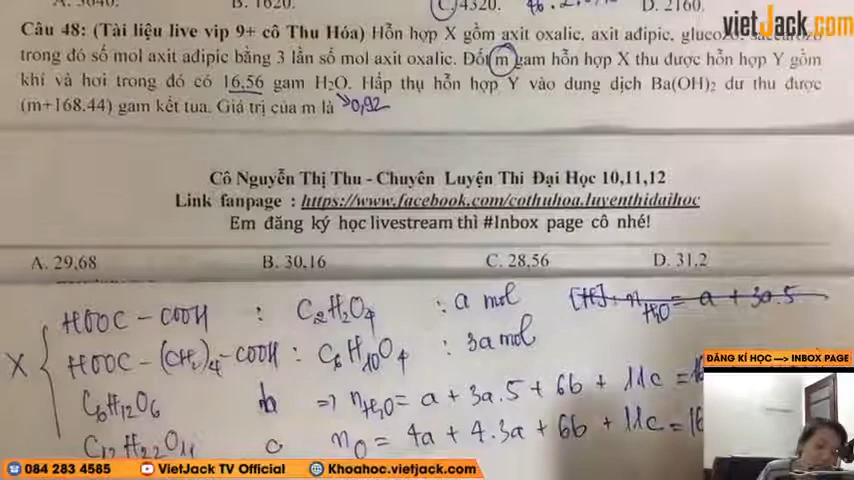 A. 3640. B. 1620. C. 4320. D. 2160.
vietJack.com
Câu 48: (Tài liệu live vip 9+ cô Thu Hóa) Hỗn hợp X gồm axit oxalic, axit ađipic, glucozơ, saccarozơ
trong đó số mol axit ađipic bằng 3 lần số mol axit oxalic. Đốt m gam hỗn hợp X thu được hỗn hợp Y gồm
khí và hơi trong đó có 16,56 gam H₂O. Hấp thụ hỗn hợp Y vào dung dịch Ba(OH)₂ dư thu được
(m+168.44) gam kết tủa. Giá trị của m là
0,92
Cô Nguyễn Thị Thu - Chuyên Luyện Thi Đại Học 10,11,12
Link fanpage : https://www.facebook.com/cothuhoa.luyenthidaihoc
Em đăng ký học livestream thì #Inbox page cô nhé!
A. 29,68 B. 30,16 C. 28,56 D. 31,2
HOOC - COOH : C₂H₂O₄ : a mol
[H]: n H₂O = a + 3a.5
X HOOC - (CH₂)₄ - COOH : C₆H₁₀O₄ : 3a mol
C₆H₁₂O₆ b => n H₂O = a + 3a.5 + 6b + 11c =
C₁₂H₂₂O₁₁ c n O = 4a + 4.3a + 6b + 11c =
ĐĂNG KÍ HỌC --> INBOX PAGE
084 283 4585 VietJack TV Official Khoahoc.vietjack.com